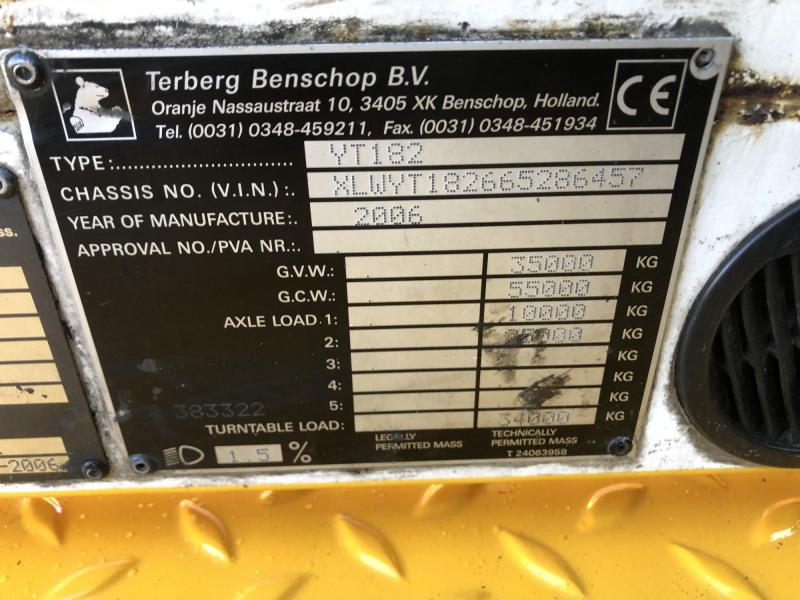 Terberg Benschop B.V.
Oranje Nassaustraat 10, 3405 XK Benschop, Holland.
Tel. (0031) 0348-459211, Fax. (0031) 0348-451934
CE
TYPE:.............................. YT182
CHASSIS NO. (V.I.N.):. XLWYT182665286457
YEAR OF MANUFACTURE:. 2006
APPROVAL NO./PVA NR.:.
G.V.W.: 35000 KG
G.C.W.: 55000 KG
AXLE LOAD 1: 10000 KG
2: KG
3: KG
4: KG
383322 5:
TURNTABLE LOAD: 34000 KG
LEGALLY PERMITTED MASS
TECHNICALLY PERMITTED MASS
T 24063958
1.5 %
ss.
-2006